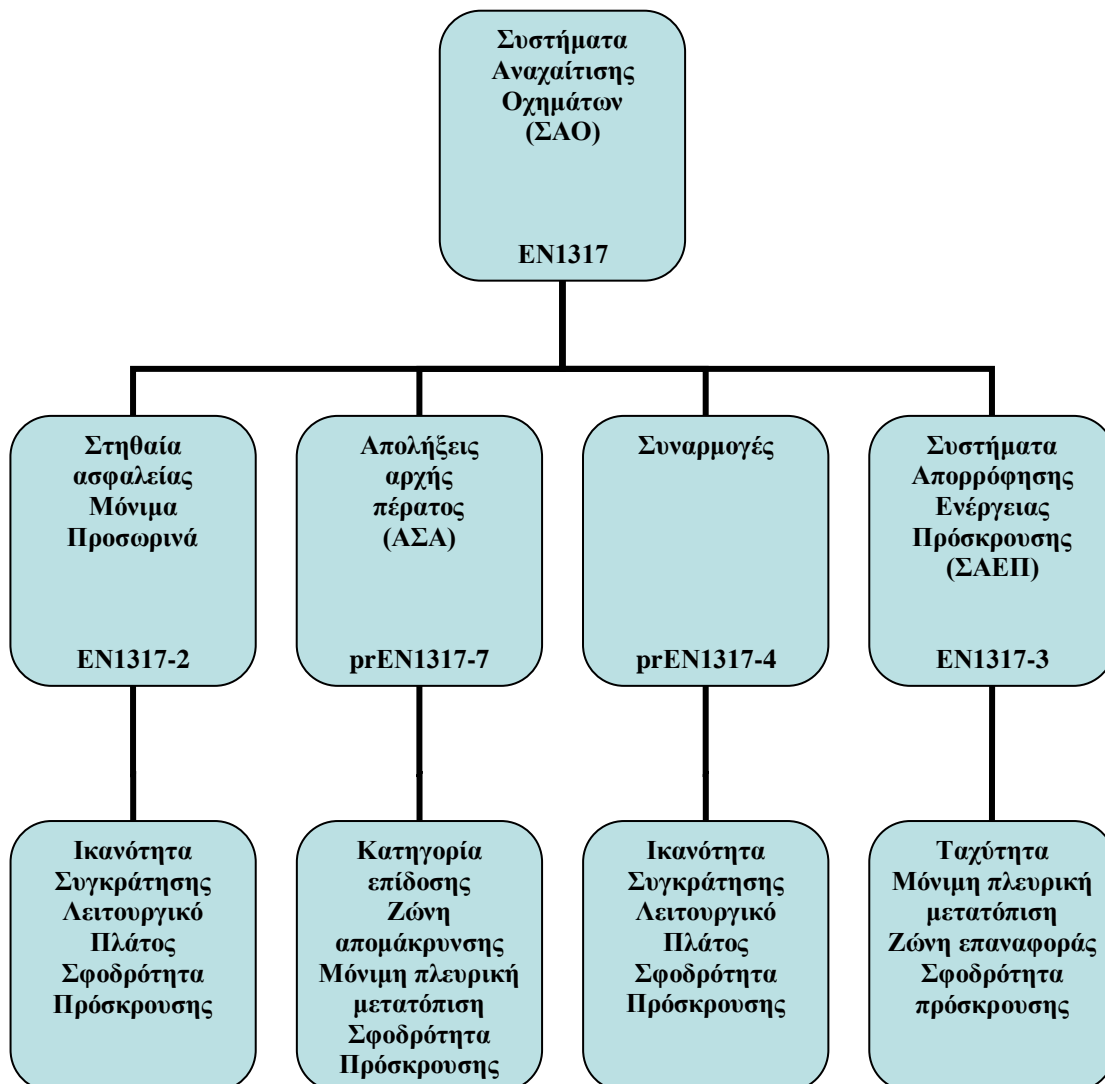 Συστήματα
Αναχαίτισης
Οχημάτων
(ΣΑΟ)
EN1317
Στηθαία
ασφαλείας
Μόνιμα
Προσωρινά
EN1317-2
Απολήξεις
αρχής
πέρατος
(ΑΣΑ)
prEN1317-7
Συναρμογές
prEN1317-4
Συστήματα
Απορρόφησης
Ενέργειας
Πρόσκρουσης
(ΣΑΕΠ)
EN1317-3
Ικανότητα
Συγκράτησης
Λειτουργικό
Πλάτος
Σφοδρότητα
Πρόσκρουσης
Κατηγορία
επίδοσης
Ζώνη
απομάκρυνσης
Μόνιμη πλευρική
μετατόπιση
Σφοδρότητα
Πρόσκρουσης
Ικανότητα
Συγκράτησης
Λειτουργικό
Πλάτος
Σφοδρότητα
Πρόσκρουσης
Ταχύτητα
Μόνιμη πλευρική
μετατόπιση
Ζώνη επαναφοράς
Σφοδρότητα
πρόσκρουσης